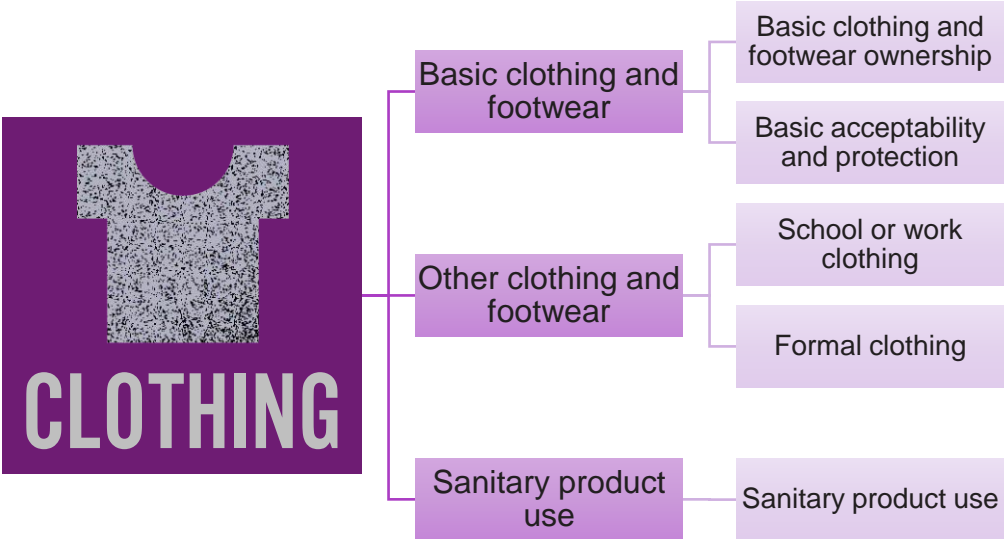 CLOTHING
Basic clothing and
footwear
Basic clothing and
footwear ownership
Basic acceptability
and protection
Other clothing and
footwear
School or work
clothing
Formal clothing
Sanitary product
use
Sanitary product use